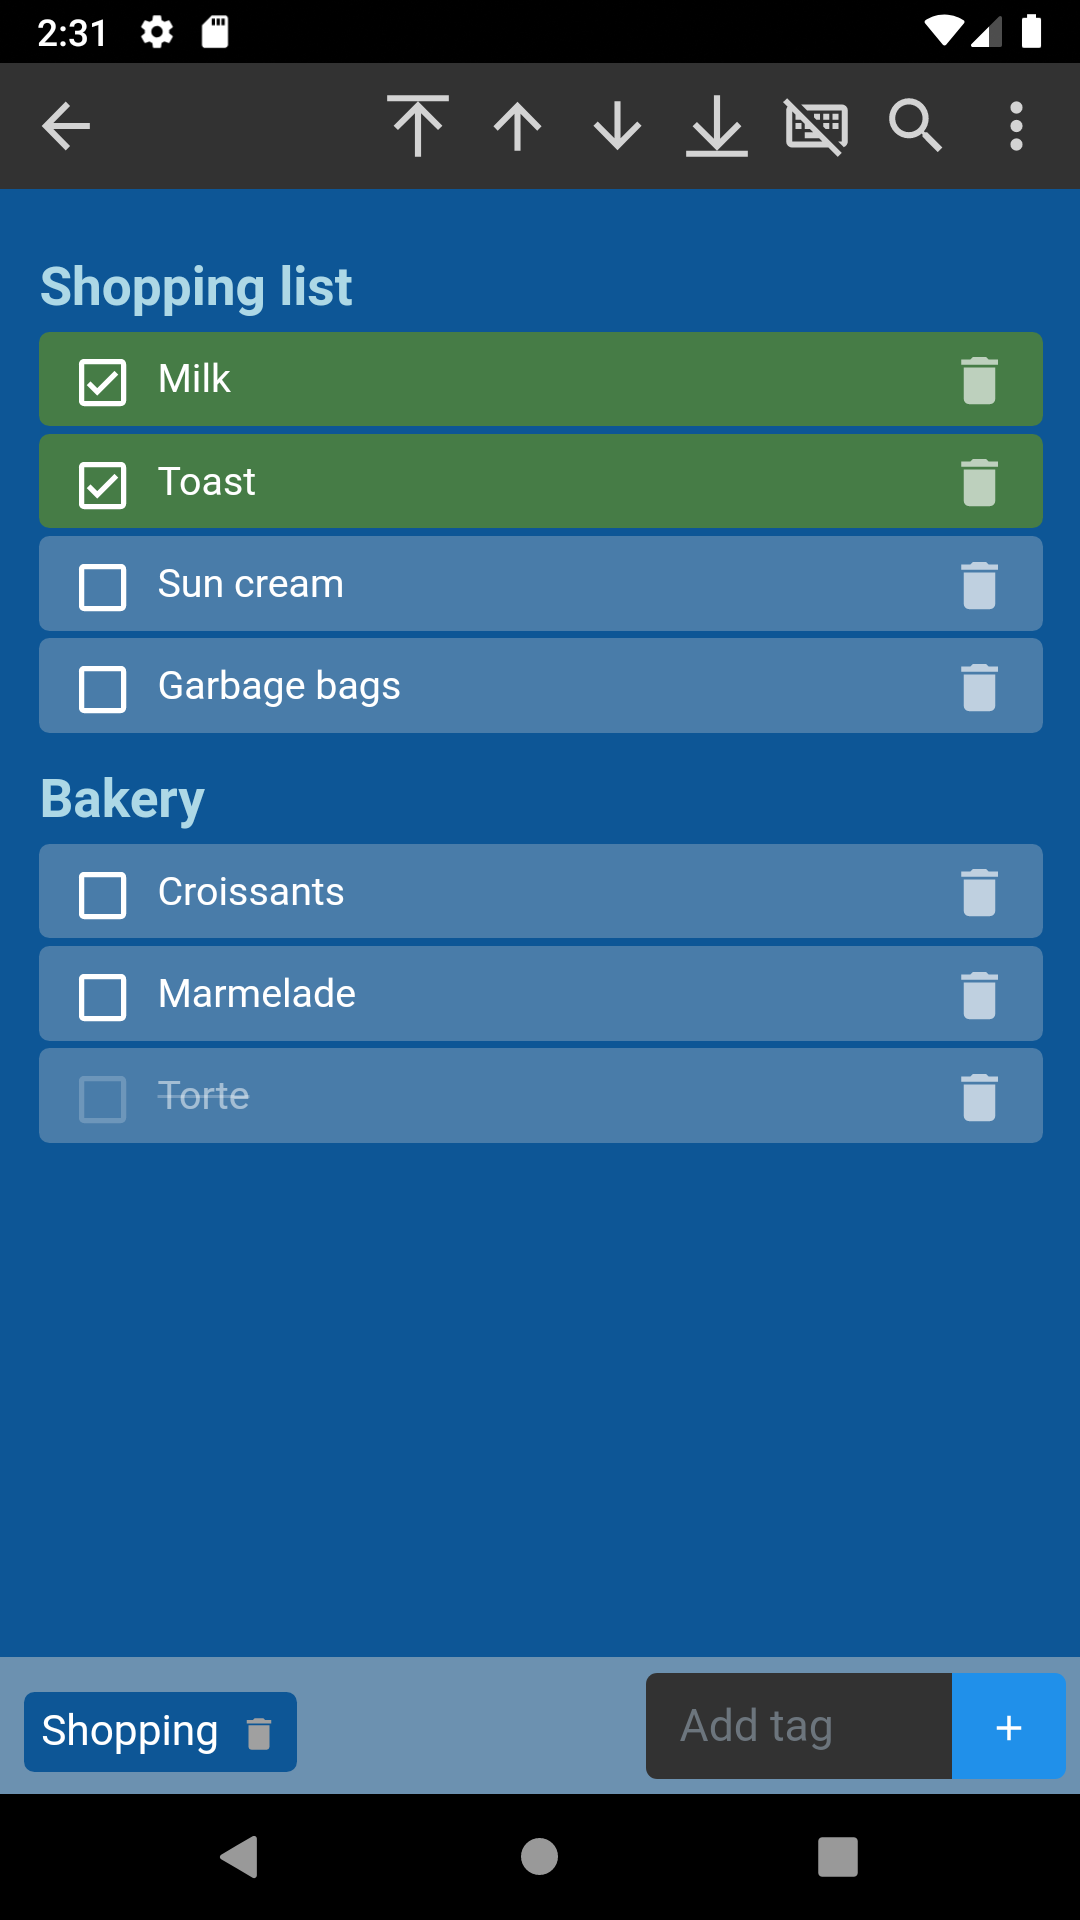 2:31
Shopping list
Milk
Toast
Sun cream
Garbage bags
Bakery
Croissants
Marmelade
Torte
Shopping
Add tag
+